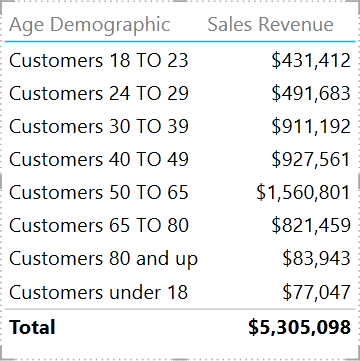 Age Demographic Sales Revenue
Customers 18 TO 23 $431,412
Customers 24 TO 29 $491,683
Customers 30 TO 39 $911,192
Customers 40 TO 49 $927,561
Customers 50 TO 65 $1,560,801
Customers 65 TO 80 $821,459
Customers 80 and up $83,943
Customers under 18 $77,047
Total $5,305,098